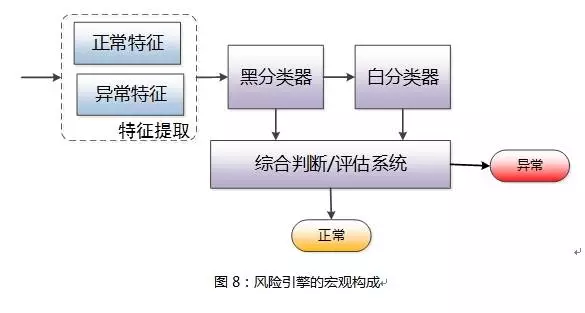 正常特征
异常特征
特征提取
黑分类器
白分类器
综合判断/评估系统
异常
正常
图 8：风险引擎的宏观构成